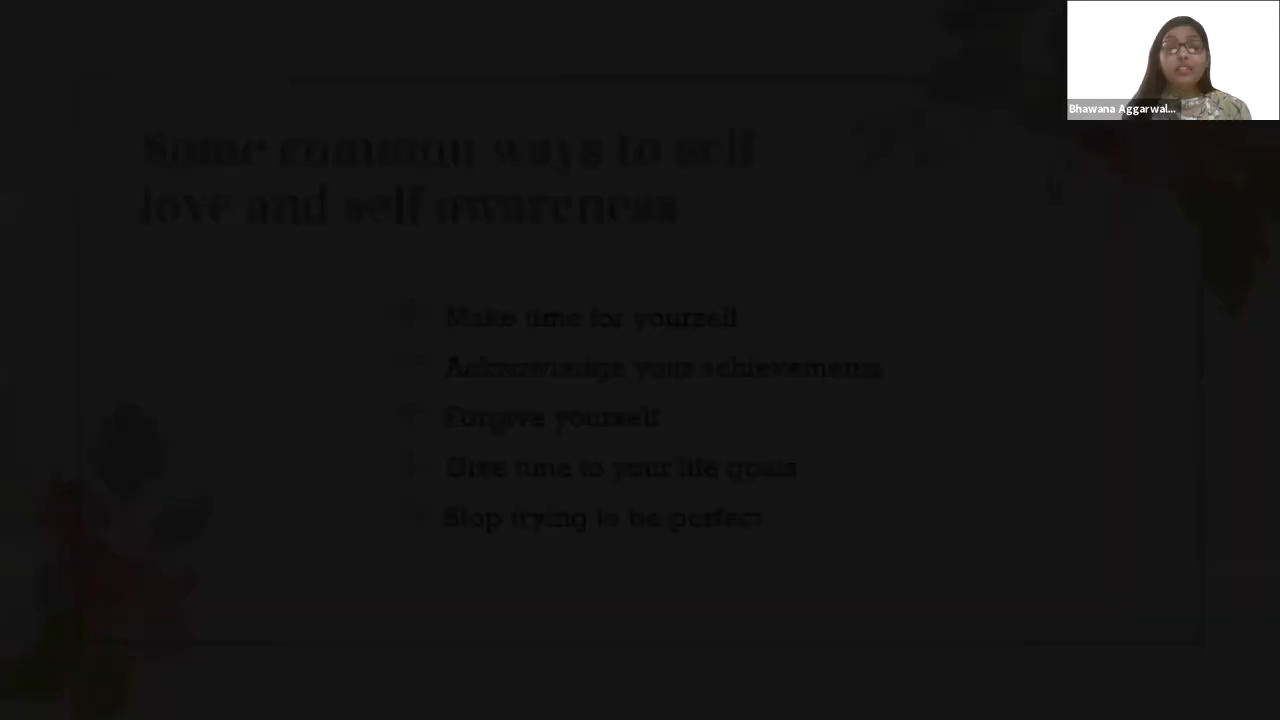 Bhawana Aggarwal...
Some common ways to self
love and self awareness
Make time for yourself
Acknowledge your achievements
Forgive yourself
Give time to your life goals
Stop trying to be perfect